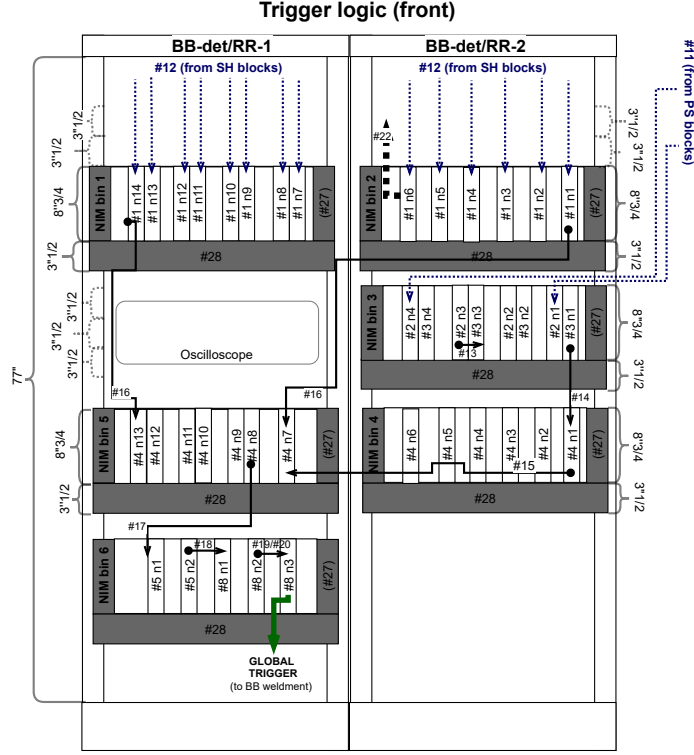 Trigger logic (front)
BB-det/RR-1
BB-det/RR-2
#12 (from SH blocks)
#12 (from SH blocks)
#11 (from PS blocks)
77"
3"1/2
3"1/2
8"3/4
3"1/2
NIM bin 1
#1 n14
#1 n13
#1 n12
#1 n11
#1 n10
#1 n9
#1 n8
#1 n7
(#27)
#28
#22
NIM bin 2
#1 n6
#1 n5
#1 n4
#1 n3
#1 n2
#1 n1
(#27)
#28
3"1/2
3"1/2
8"3/4
3"1/2
3"1/2
3"1/2
3"1/2
Oscilloscope
NIM bin 3
#2 n4
#3 n4
#2 n3
#3 n3
#13
#2 n2
#3 n2
#2 n1
#3 n1
(#27)
#28
8"3/4
3"1/2
#16
#16
#14
8"3/4
3"1/2
NIM bin 5
#4 n13
#4 n12
#4 n11
#4 n10
#4 n9
#4 n8
#4 n7
(#27)
#28
NIM bin 4
#4 n6
#4 n5
#4 n4
#4 n3
#4 n2
#4 n1
(#27)
#15
#28
8"3/4
3"1/2
#17
#18
#19/#20
NIM bin 6
#5 n1
#5 n2
#8 n1
#8 n2
#8 n3
(#27)
#28
GLOBAL
TRIGGER
(to BB weldment)